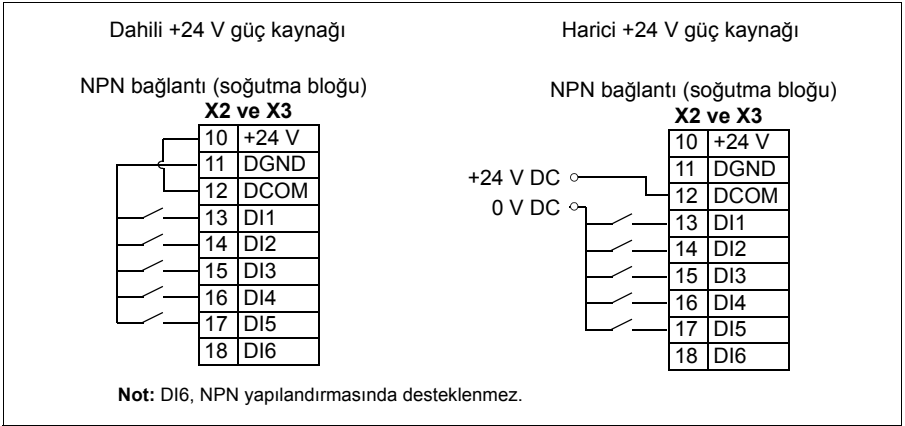 Dahili +24 V güç kaynağı
NPN bağlantı (soğutma bloğu)
X2 ve X3
10 +24 V
11 DGND
12 DCOM
13 DI1
14 DI2
15 DI3
16 DI4
17 DI5
18 DI6
Harici +24 V güç kaynağı
NPN bağlantı (soğutma bloğu)
X2 ve X3
10 +24 V
11 DGND
+24 V DC
12 DCOM
0 V DC
13 DI1
14 DI2
15 DI3
16 DI4
17 DI5
18 DI6
Not: DI6, NPN yapılandırmasında desteklenmez.